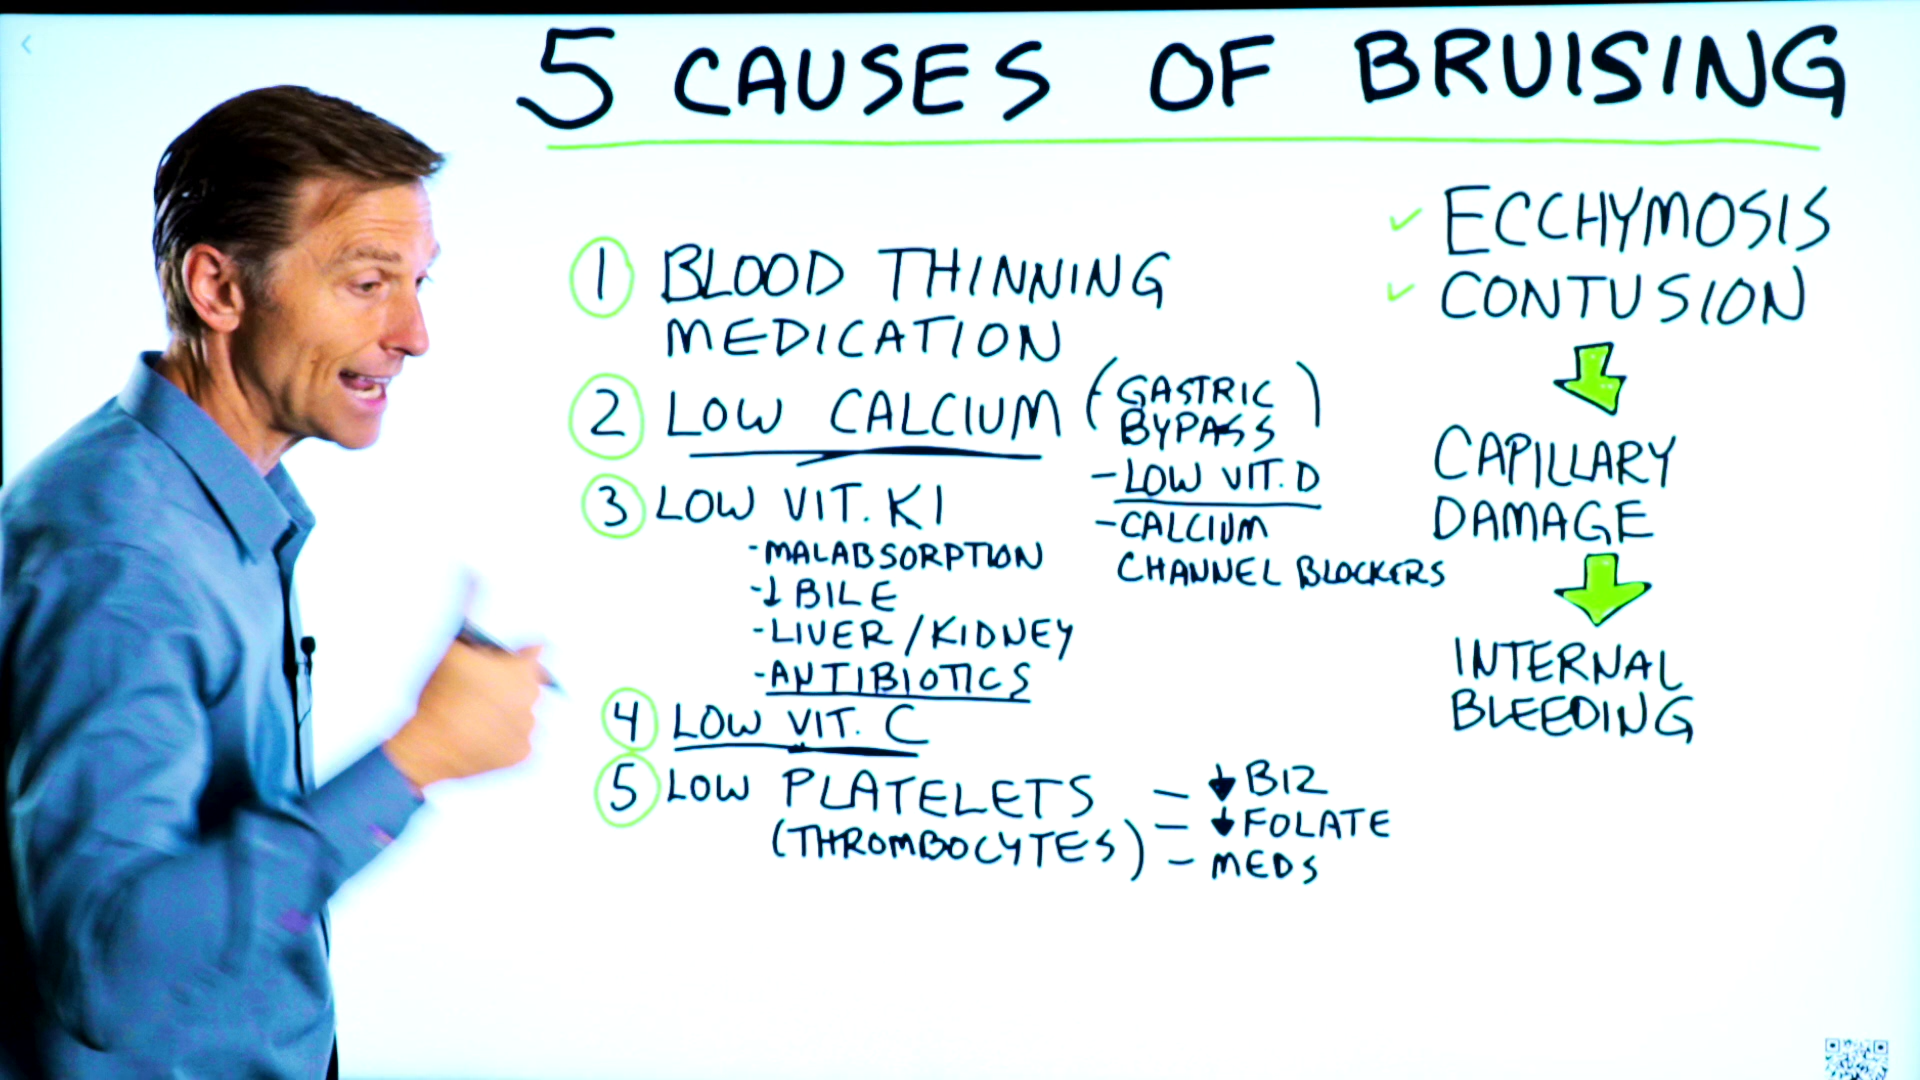 5 CAUSES OF BRUISING
1 BLOOD THINNING
MEDICATION
2 LOW CALCIUM (GASTRIC
BYPASS)
- LOW VIT. D
- CALCIUM
CHANNEL BLOCKERS
3 LOW VIT. K1
- MALABSORPTION
- ↓ BILE
- LIVER / KIDNEY
- ANTIBIOTICS
4 LOW VIT. C
5 LOW PLATELETS
(THROMBOCYTES)
- ↓ B12
- ↓ FOLATE
- MEDS
✓ ECCHYMOSIS
✓ CONTUSION
CAPILLARY
DAMAGE
INTERNAL
BLEEDING